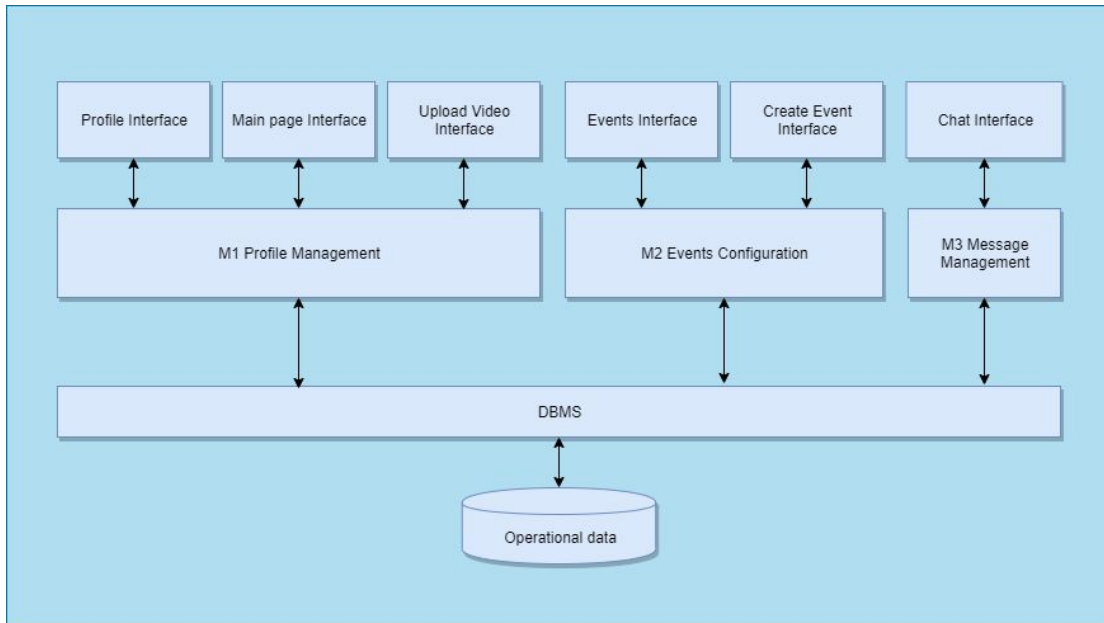 Profile Interface
Main page Interface
Upload Video
Interface
Events Interface
Create Event
Interface
Chat Interface
M1 Profile Management
M2 Events Configuration
M3 Message
Management
DBMS
Operational data